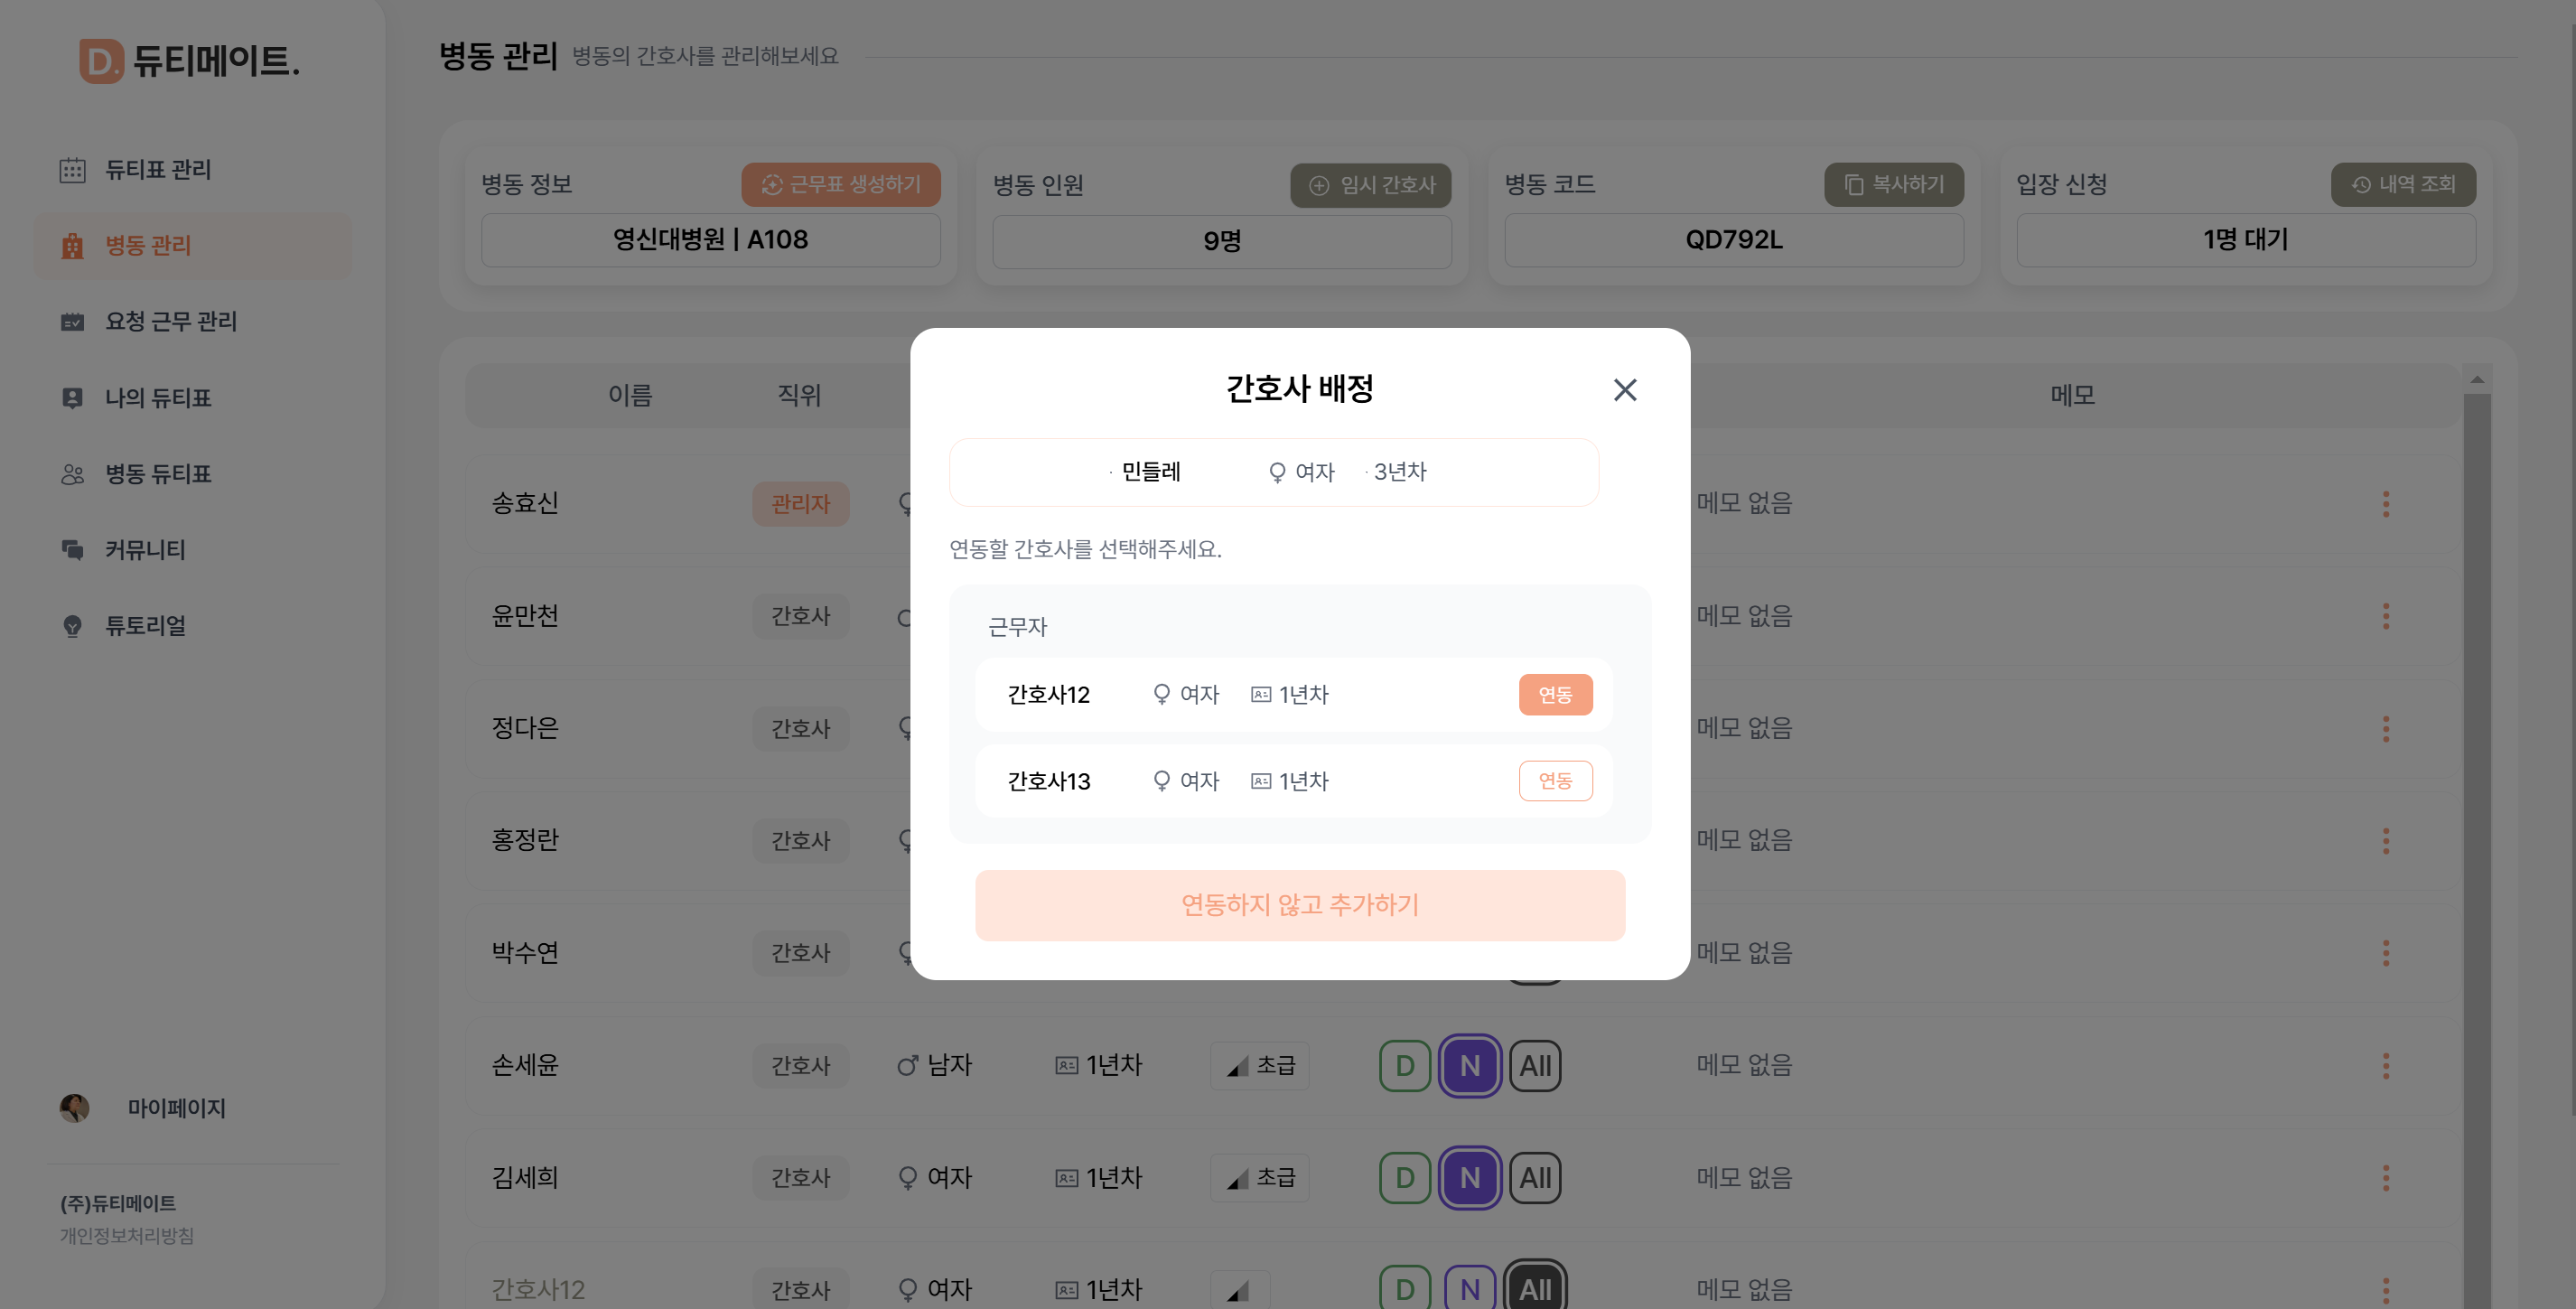 D. 듀티메이트.
듀티표 관리
병동 관리
요청 근무 관리
나의 듀티표
병동 듀티표
커뮤니티
튜토리얼
마이페이지
(주)듀티메이트
개인정보처리방침
병동 관리 병동의 간호사를 관리해보세요
병동 정보 근무표 생성하기
영신대병원 | A108
병동 인원 임시 간호사
9명
병동 코드 복사하기
QD792L
입장 신청 내역 조회
1명 대기
이름 직위 메모
송효신 관리자 메모 없음
윤만천 간호사 메모 없음
정다은 간호사 메모 없음
홍정란 간호사 메모 없음
박수연 간호사 메모 없음
손세윤 간호사 남자 1년차 초급 D N All 메모 없음
김세희 간호사 여자 1년차 초급 D N All 메모 없음
간호사12 간호사 여자 1년차 D N All 메모 없음
간호사 배정
· 민들레 여자 · 3년차
연동할 간호사를 선택해주세요.
근무자
간호사12 여자 1년차 연동
간호사13 여자 1년차 연동
연동하지 않고 추가하기